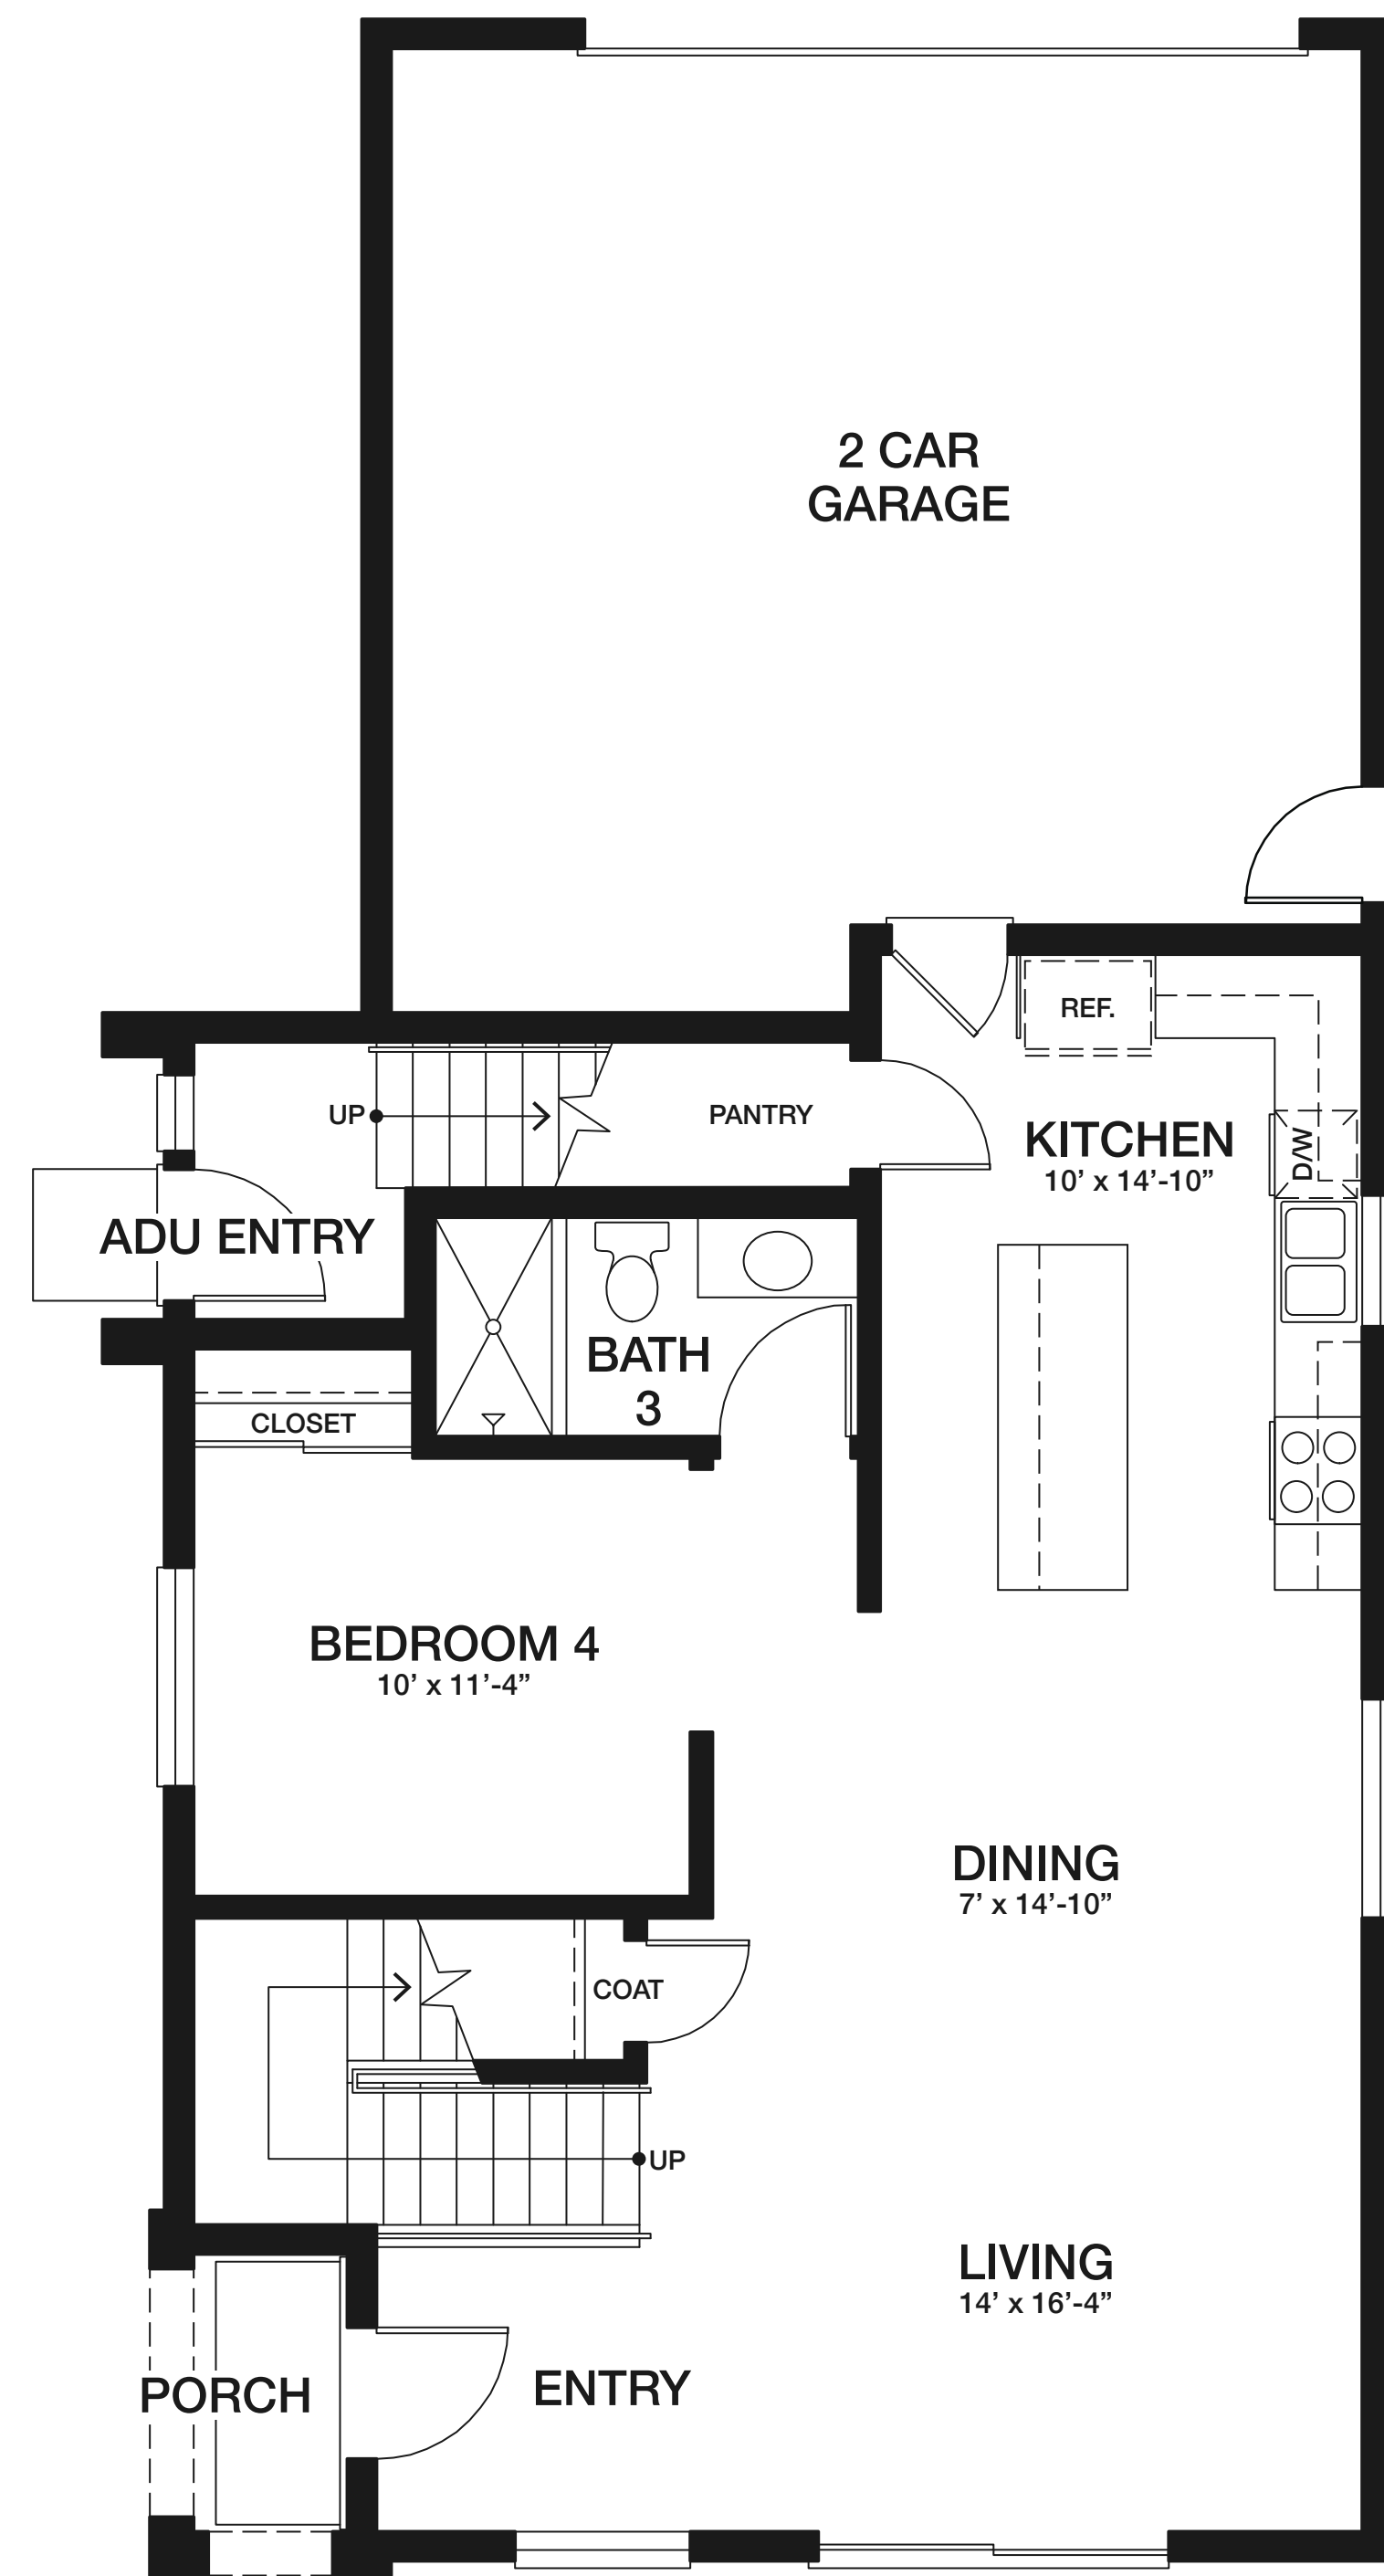 2 CAR
GARAGE
REF.
UP
PANTRY
KITCHEN
10’ x 14’-10”
D/W
ADU ENTRY
BATH
3
CLOSET
BEDROOM 4
10’ x 11’-4”
DINING
7’ x 14’-10”
COAT
UP
LIVING
14’ x 16’-4”
ENTRY
PORCH